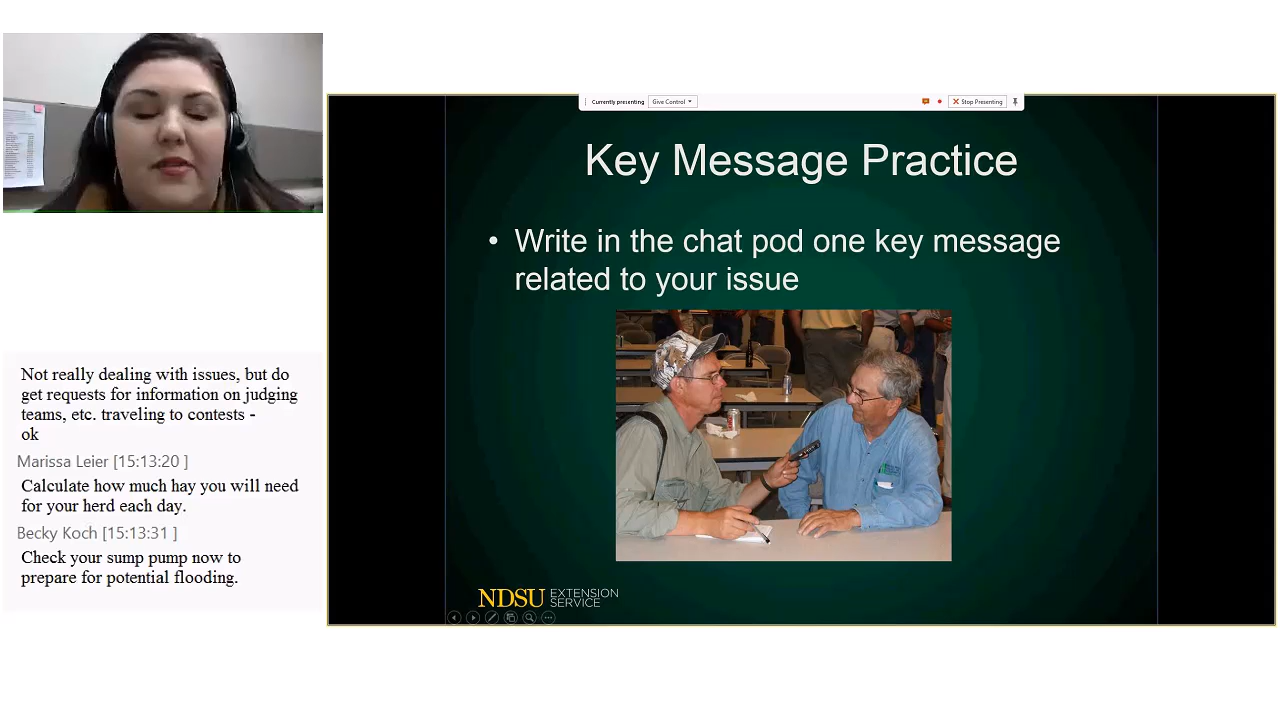 Currently presenting Give Control Stop Presenting
Key Message Practice
• Write in the chat pod one key message
related to your issue
NDSU EXTENSION
SERVICE
Not really dealing with issues, but do
get requests for information on judging
teams, etc. traveling to contests -
ok
Marissa Leier [15:13:20 ]
Calculate how much hay you will need
for your herd each day.
Becky Koch [15:13:31 ]
Check your sump pump now to
prepare for potential flooding.